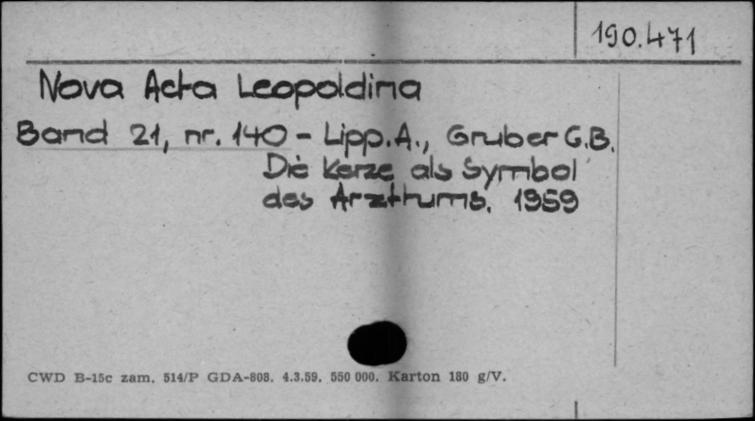 190.471
Nova Acta Leopoldina
Band 21, nr. 140 - Lipp. A., Gruber G.B.
Die Kerze als Symbol
des Arzthums. 1959
CWD B-15c zam. 514/P GDA-808. 4.3.59. 550 000. Karton 180 g/V.